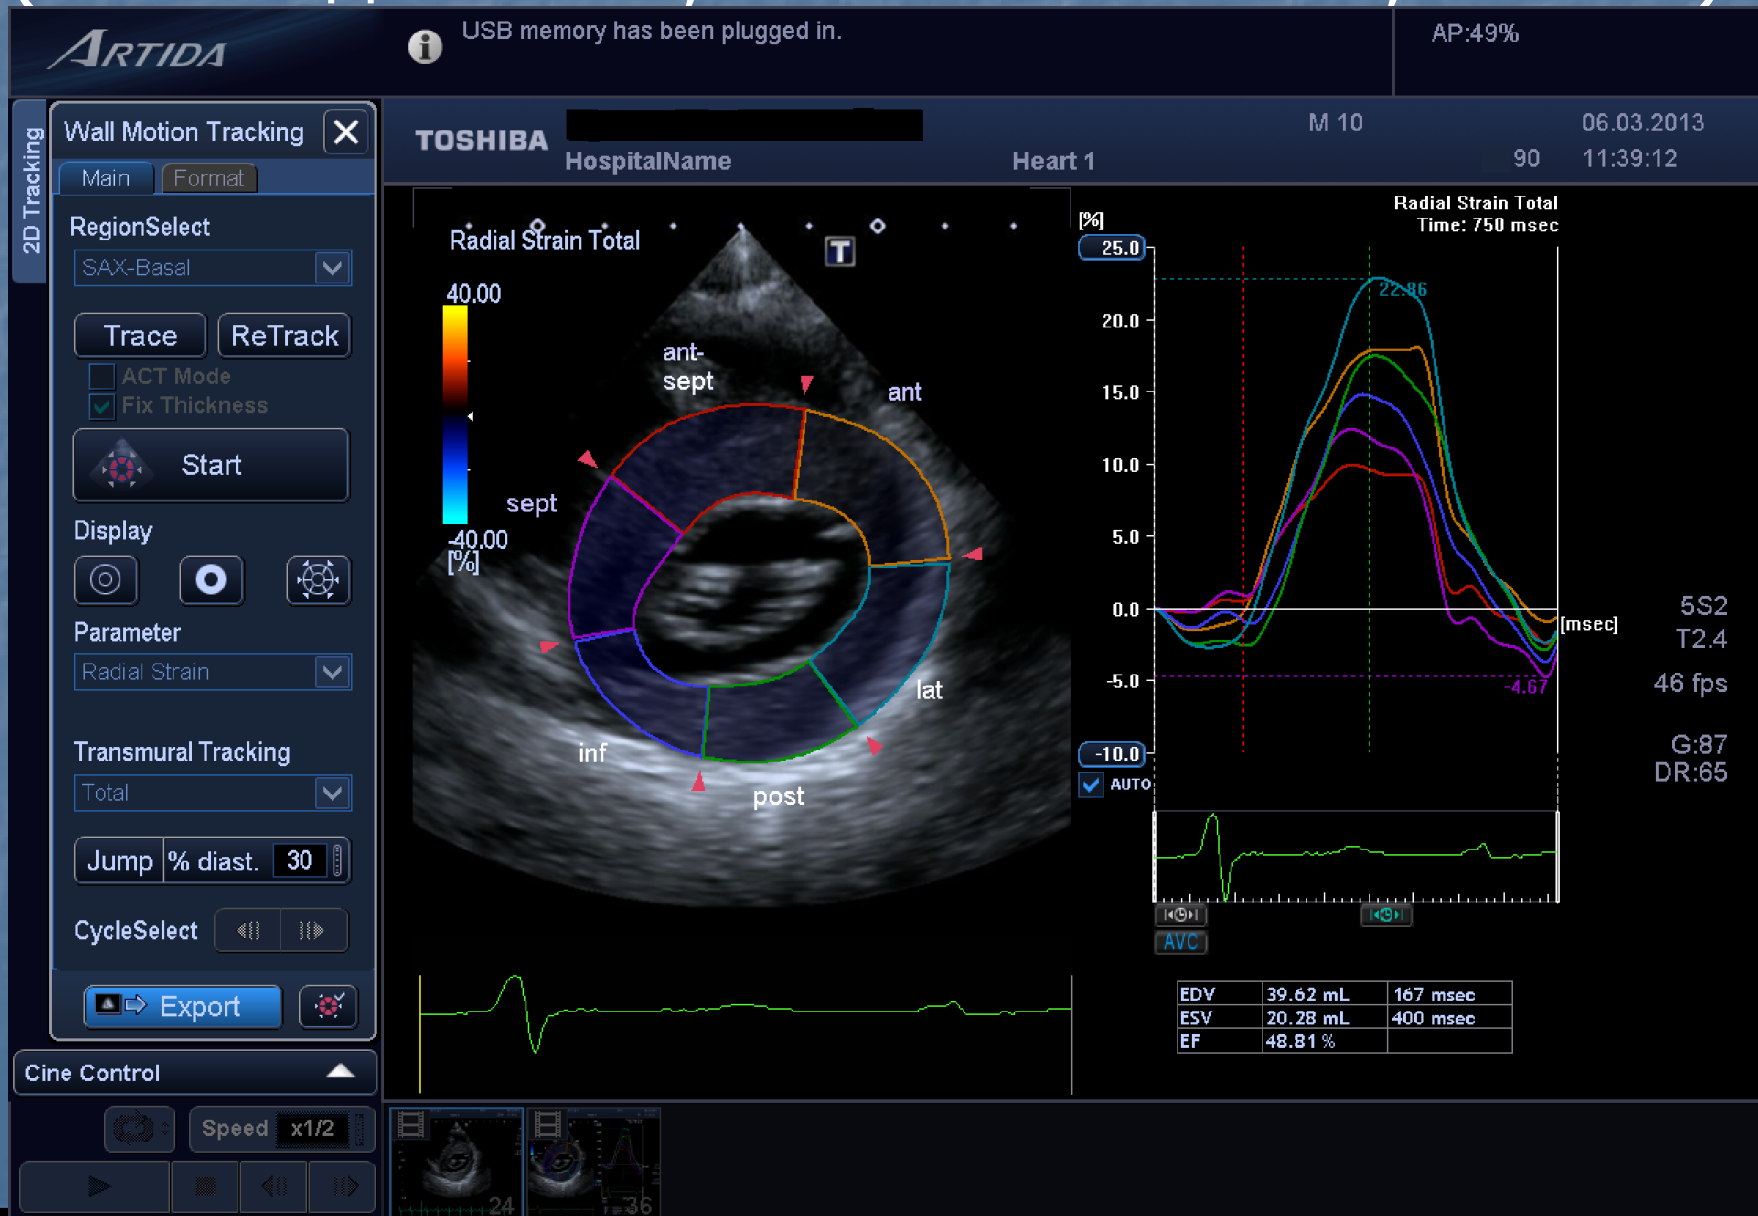 ARTIDA
USB memory has been plugged in.
AP:49%
2D Tracking
Wall Motion Tracking
Main
Format
RegionSelect
SAX-Basal
Trace
ReTrack
ACT Mode
Fix Thickness
Start
Display
Parameter
Radial Strain
Transmural Tracking
Total
Jump % diast. 30
CycleSelect
Export
Cine Control
Speed x1/2
TOSHIBA
HospitalName
Heart 1
M 10
90
06.03.2013
11:39:12
Radial Strain Total
T
40.00
-40.00
[%]
ant-
sept
ant
sept
lat
inf
post
Radial Strain Total
Time: 750 msec
[%]
25.0
20.0
15.0
10.0
5.0
0.0
-5.0
-10.0
AUTO
22.86
-4.67
[msec]
AVC
5S2
T2.4
46 fps
G:87
DR:65
EDV 39.62 mL 167 msec
ESV 20.28 mL 400 msec
EF 48.81 %
24
36